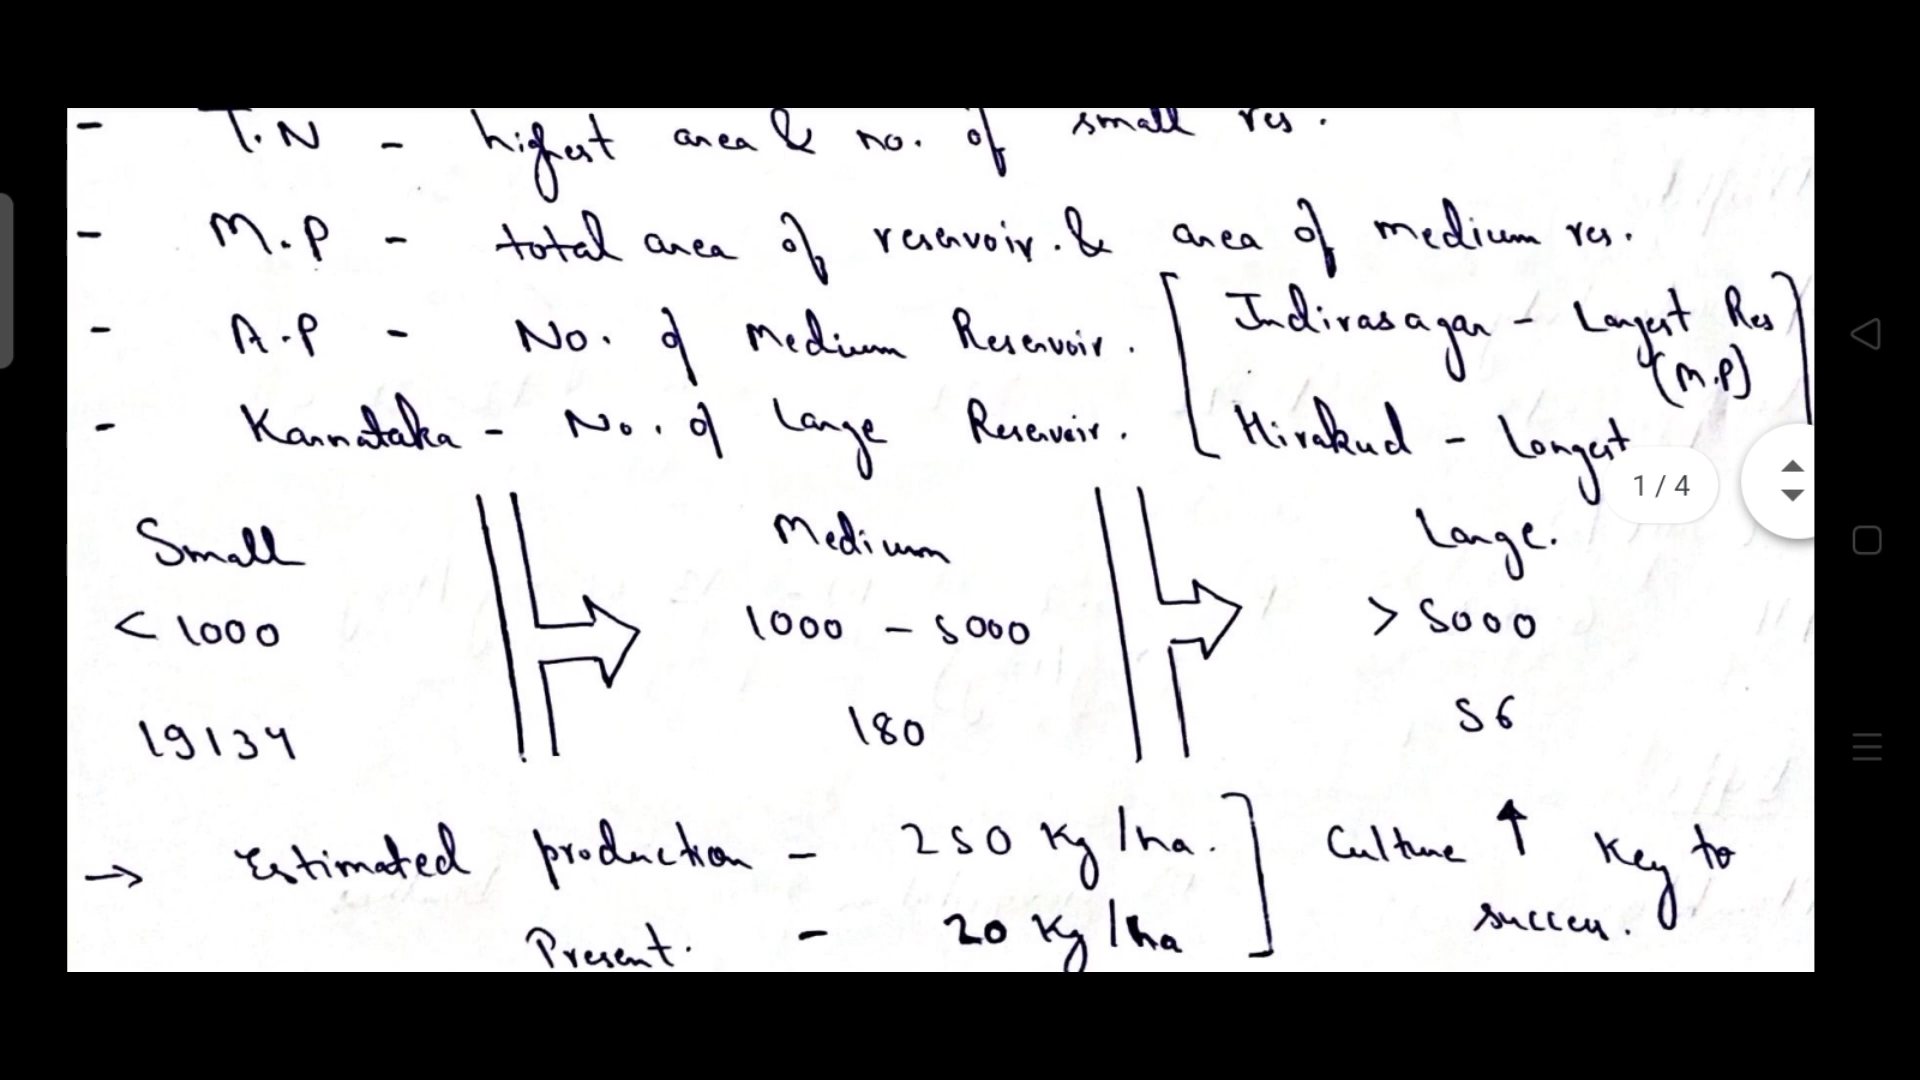 - T.N - highest area & no. of small res.
- M.P - total area of reservoir. & area of medium res.
- A.P - No. of Medium Reservoir.
- Karnataka - No. of Large Reservoir.
[ Indirasagar - Largest Res (M.P) ]
Hirakud - Longest
1 / 4
Small Medium Large.
< 1000 1000 - 5000 > 5000
19134 180 56
→ Estimated production - 250 Kg/ha. ] Culture ↑ Key to
Present. - 20 Kg/ha success.